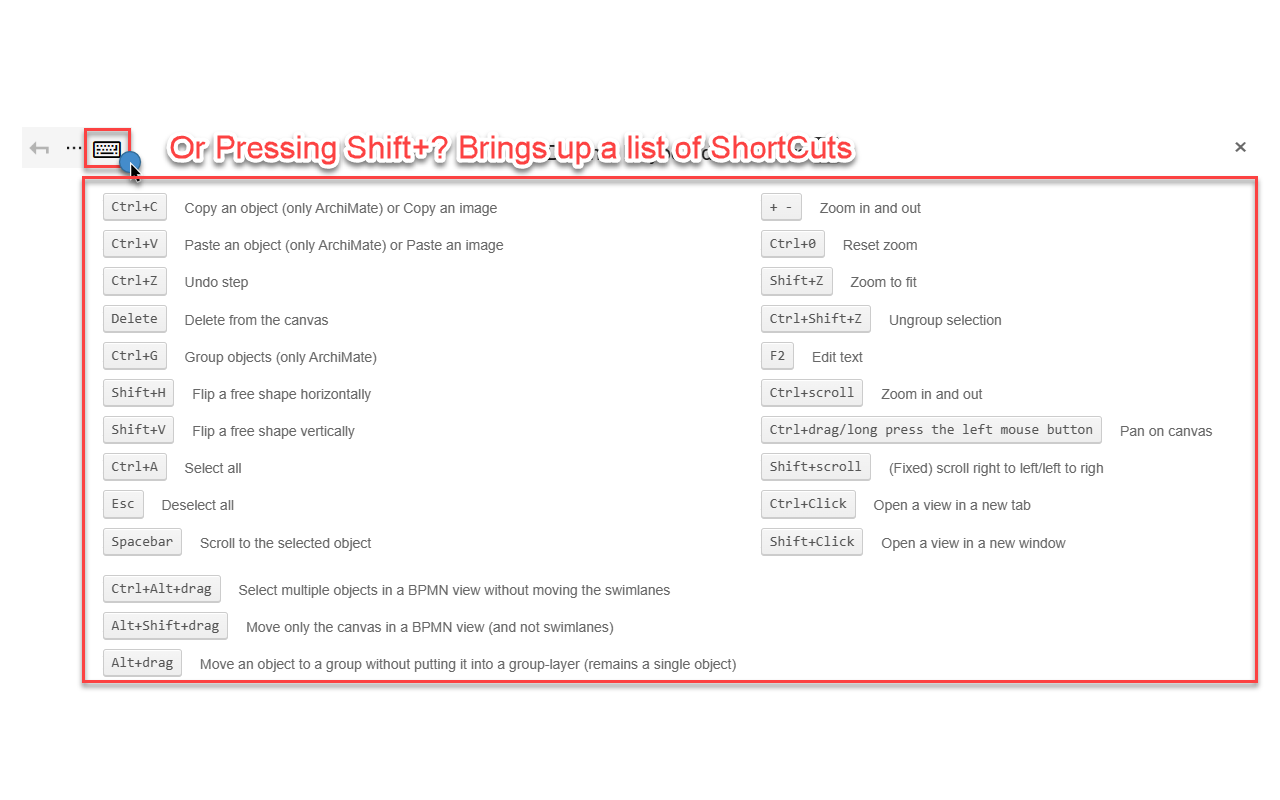 Or Pressing Shift+? Brings up a list of ShortCuts
Ctrl+C Copy an object (only ArchiMate) or Copy an image
Ctrl+V Paste an object (only ArchiMate) or Paste an image
Ctrl+Z Undo step
Delete Delete from the canvas
Ctrl+G Group objects (only ArchiMate)
Shift+H Flip a free shape horizontally
Shift+V Flip a free shape vertically
Ctrl+A Select all
Esc Deselect all
Spacebar Scroll to the selected object
Ctrl+Alt+drag Select multiple objects in a BPMN view without moving the swimlanes
Alt+Shift+drag Move only the canvas in a BPMN view (and not swimlanes)
Alt+drag Move an object to a group without putting it into a group-layer (remains a single object)
+ - Zoom in and out
Ctrl+0 Reset zoom
Shift+Z Zoom to fit
Ctrl+Shift+Z Ungroup selection
F2 Edit text
Ctrl+scroll Zoom in and out
Ctrl+drag/long press the left mouse button Pan on canvas
Shift+scroll (Fixed) scroll right to left/left to righ
Ctrl+Click Open a view in a new tab
Shift+Click Open a view in a new window